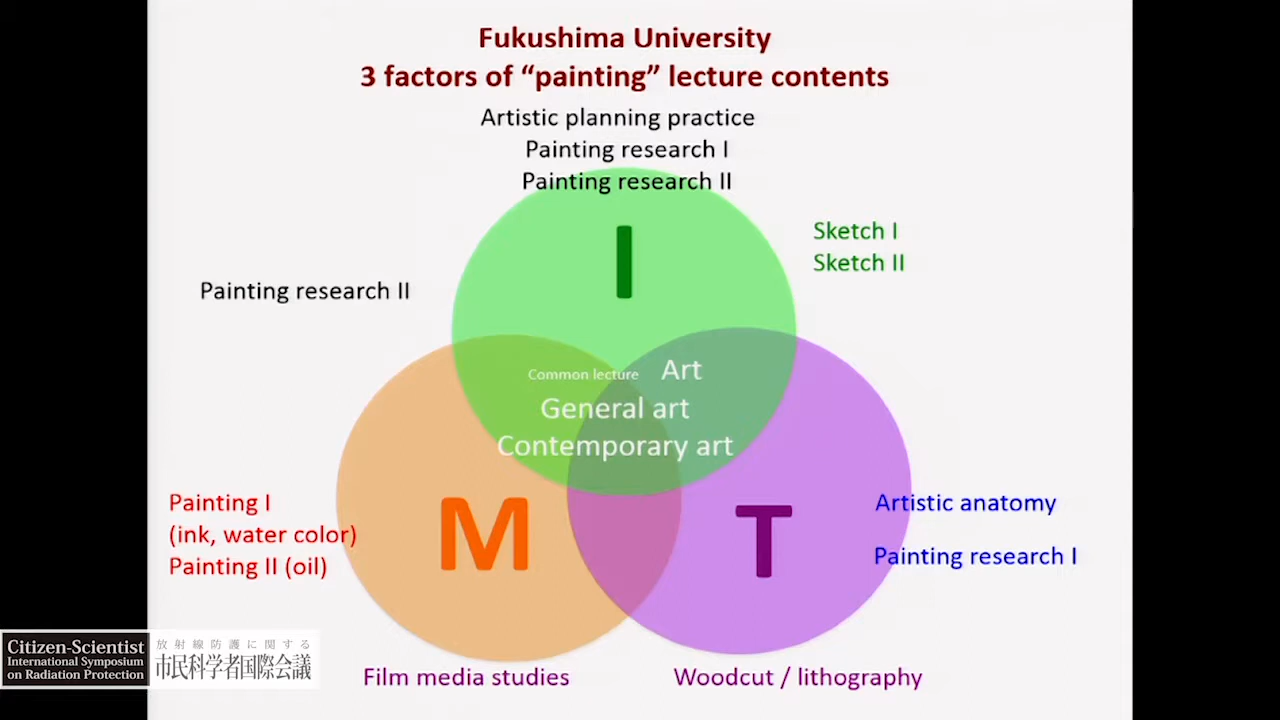 Fukushima University
3 factors of “painting” lecture contents
Artistic planning practice
Painting research I
Painting research II
I
Sketch I
Sketch II
Painting research II
Common lecture Art
General art
Contemporary art
M
T
Painting I
(ink, water color)
Painting II (oil)
Artistic anatomy
Painting research I
Film media studies
Woodcut / lithography
Citizen-Scientist
International Symposium
on Radiation Protection
放射線防護に関する
市民科学者国際会議